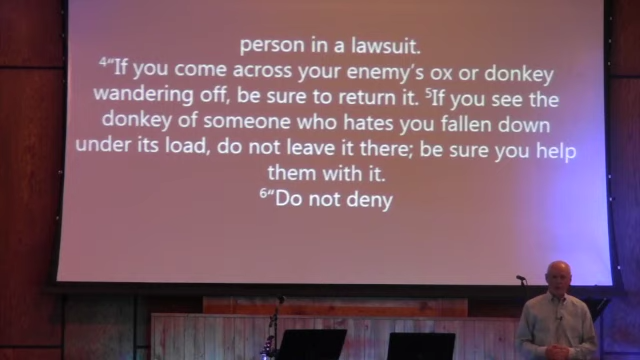 person in a lawsuit.
⁴“If you come across your enemy’s ox or donkey
wandering off, be sure to return it. ⁵If you see the
donkey of someone who hates you fallen down
under its load, do not leave it there; be sure you help
them with it.
⁶“Do not deny